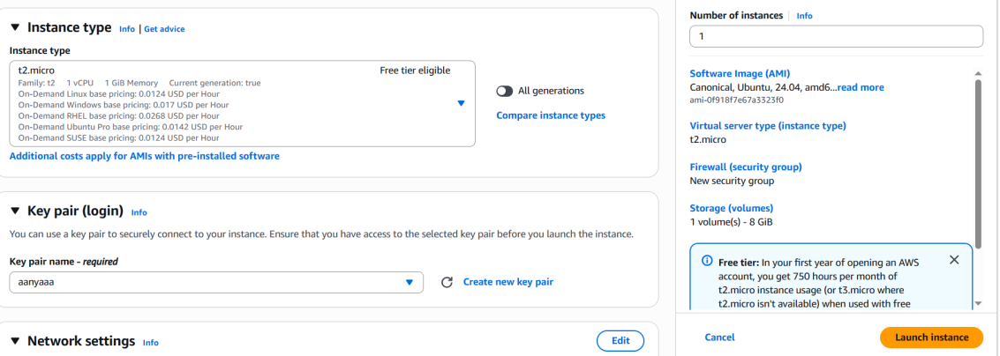 Instance type Info | Get advice
Instance type
t2.micro Free tier eligible
Family: t2 1 vCPU 1 GiB Memory Current generation: true
On-Demand Linux base pricing: 0.0124 USD per Hour
On-Demand Windows base pricing: 0.017 USD per Hour
On-Demand RHEL base pricing: 0.0268 USD per Hour
On-Demand Ubuntu Pro base pricing: 0.0142 USD per Hour
On-Demand SUSE base pricing: 0.0124 USD per Hour
All generations
Compare instance types
Additional costs apply for AMIs with pre-installed software
Key pair (login) Info
You can use a key pair to securely connect to your instance. Ensure that you have access to the selected key pair before you launch the instance.
Key pair name - required
aanyaaa
Create new key pair
Network settings Info
Edit
Number of instances Info
1
Software Image (AMI)
Canonical, Ubuntu, 24.04, amd6...read more
ami-0f918f7e67a3323f0
Virtual server type (instance type)
t2.micro
Firewall (security group)
New security group
Storage (volumes)
1 volume(s) - 8 GiB
Free tier: In your first year of opening an AWS
account, you get 750 hours per month of
t2.micro instance usage (or t3.micro where
t2.micro isn't available) when used with free
Cancel
Launch instance